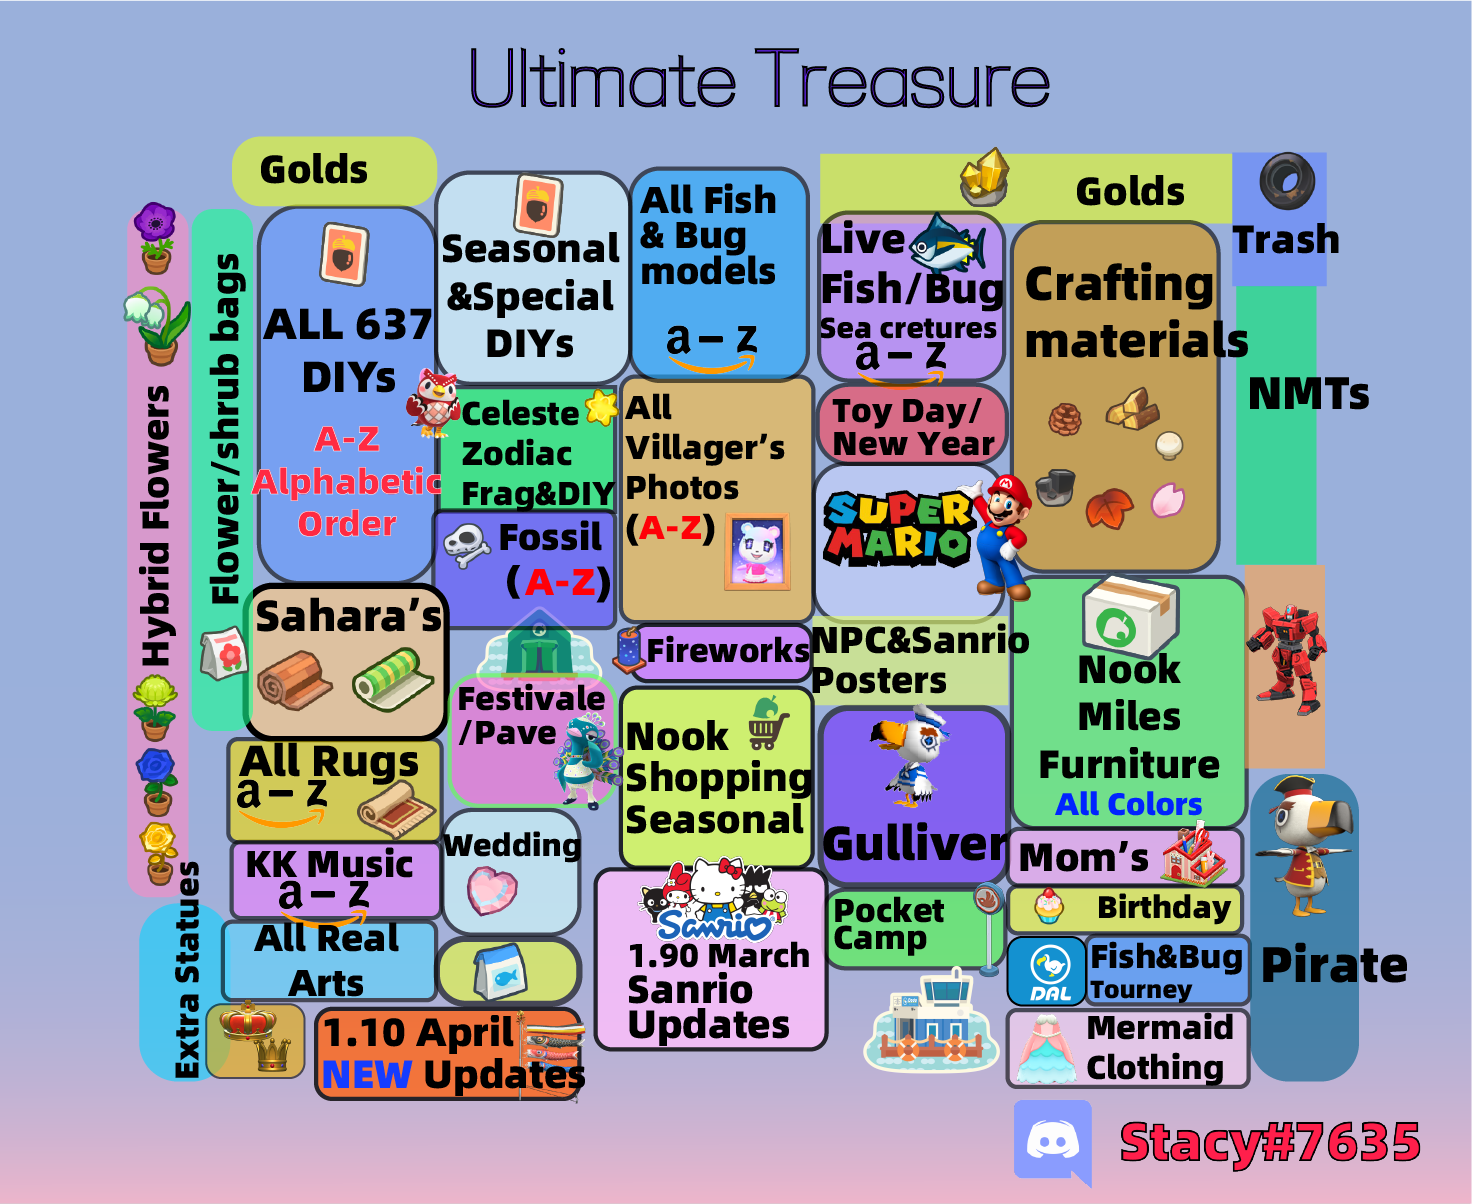 Ultimate Treasure
Golds
Golds
Trash
NMTs
Hybrid Flowers
Flower/shrub bags
ALL 637
DIYs
A-Z
Alphabetic
Order
Seasonal
&Special
DIYs
All Fish
& Bug
models
a-z
Live
Fish/Bug
Sea cretures
a-z
Crafting
materials
Celeste
Zodiac
Frag&DIY
All
Villager's
Photos
(A-Z)
Toy Day/
New Year
Fossil
(A-Z)
SUPER
MARIO
Sahara's
Fireworks
NPC&Sanrio
Posters
Nook
Miles
Furniture
All Colors
Festivale
/Pave
Nook
Shopping
Seasonal
Gulliver
All Rugs
a-z
Wedding
KK Music
a-z
Mom's
Birthday
Pirate
Sanrio
1.90 March
Sanrio
Updates
Pocket
Camp
DAL
Fish&Bug
Tourney
Extra Statues
All Real
Arts
Mermaid
Clothing
1.10 April
NEW Updates
Stacy#7635